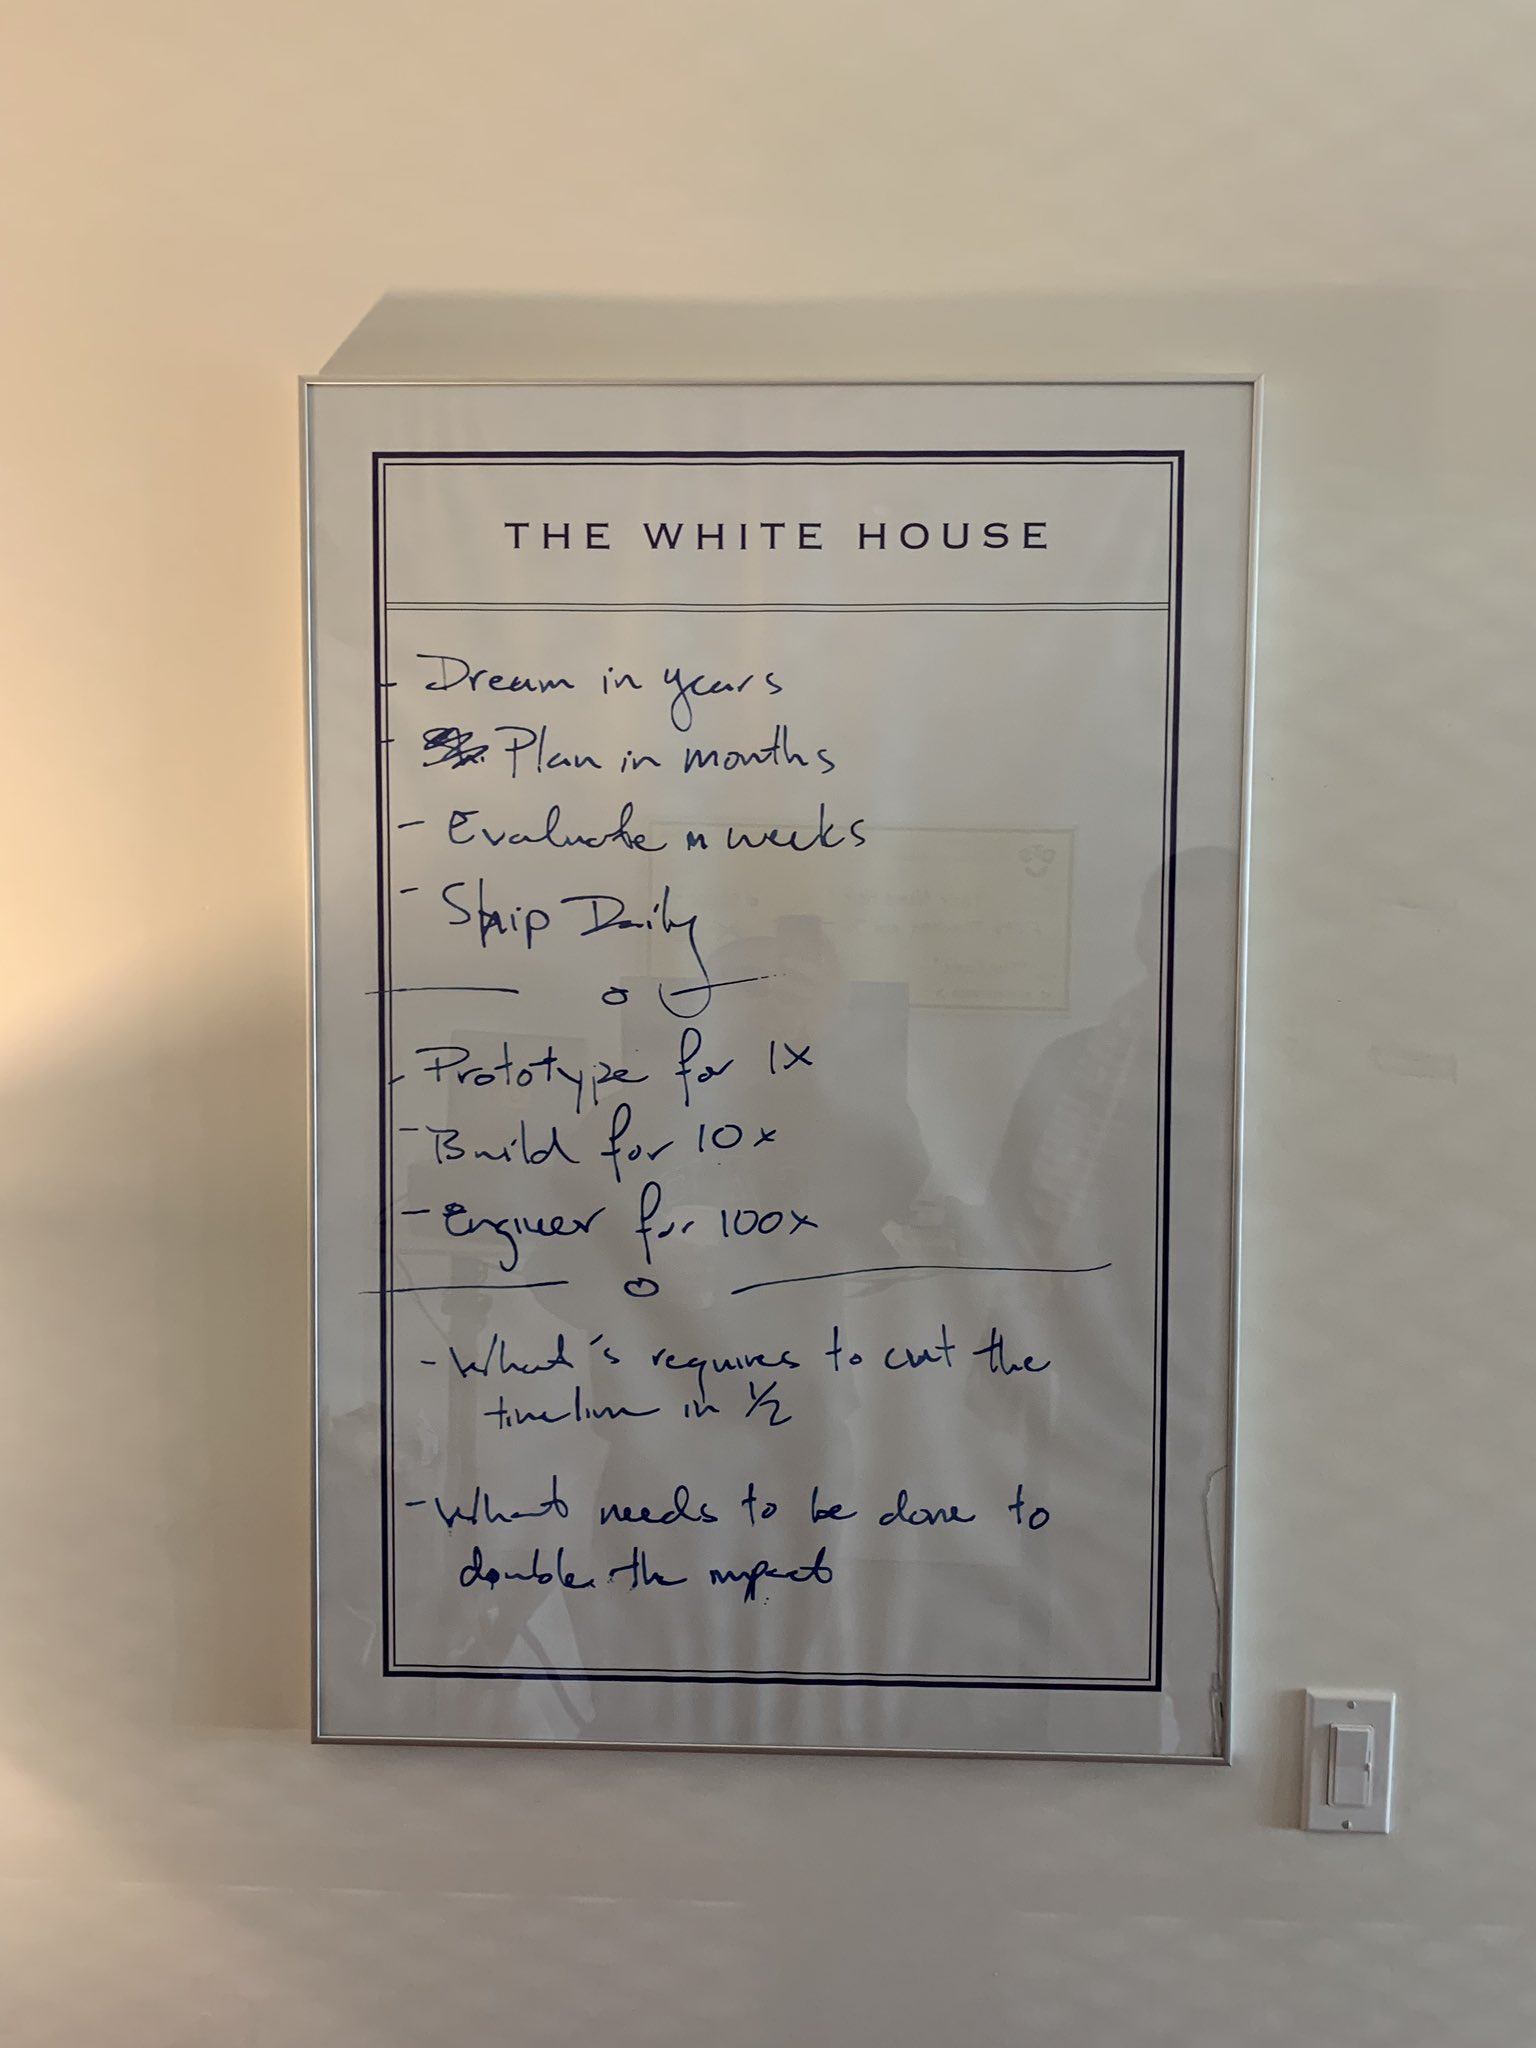 THE WHITE HOUSE
- Dream in years
- Plan in months
- Evaluate in weeks
- Ship Daily
- Prototype for 1x
- Build for 10x
- Engineer for 100x
- What's requires to cut the
timeline in 1/2
- What needs to be done to
double the impact